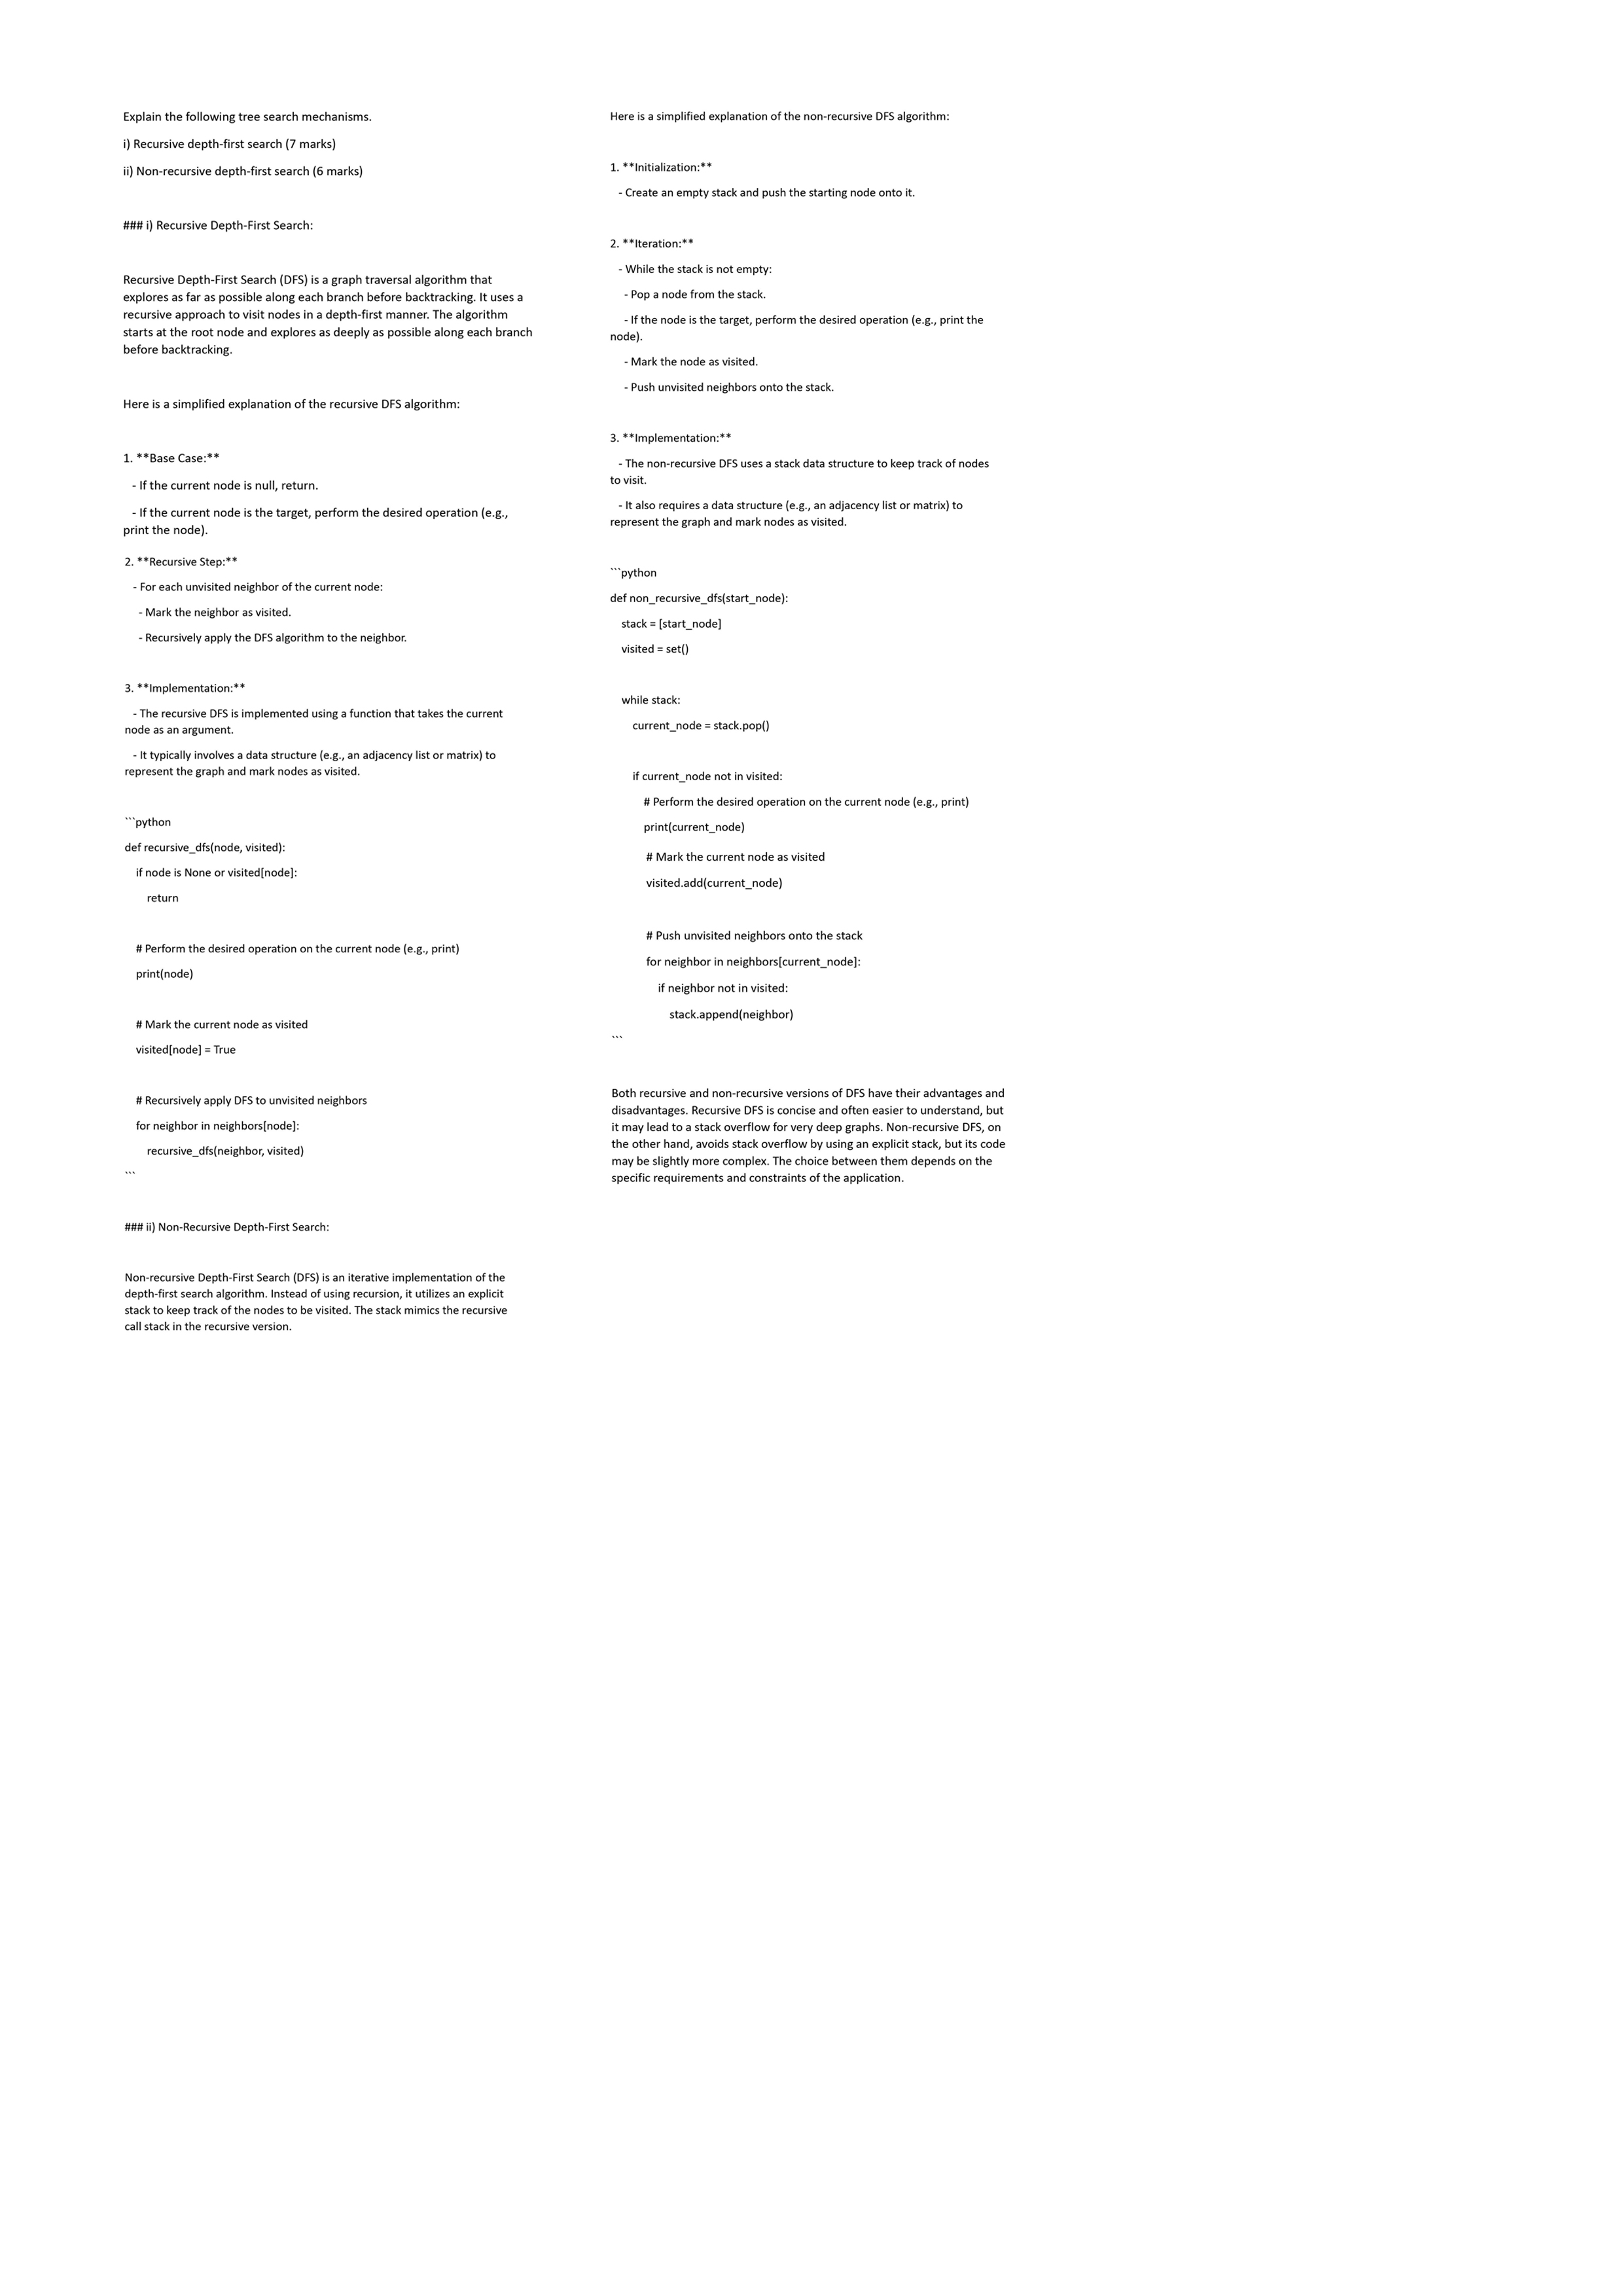 Explain the following tree search mechanisms.
i) Recursive depth-first search (7 marks)
ii) Non-recursive depth-first search (6 marks)
### i) Recursive Depth-First Search:
Recursive Depth-First Search (DFS) is a graph traversal algorithm that
explores as far as possible along each branch before backtracking. It uses a
recursive approach to visit nodes in a depth-first manner. The algorithm
starts at the root node and explores as deeply as possible along each branch
before backtracking.
Here is a simplified explanation of the recursive DFS algorithm:
1. **Base Case:**
- If the current node is null, return.
- If the current node is the target, perform the desired operation (e.g.,
print the node).
2. **Recursive Step:**
- For each unvisited neighbor of the current node:
- Mark the neighbor as visited.
- Recursively apply the DFS algorithm to the neighbor.
3. **Implementation:**
- The recursive DFS is implemented using a function that takes the current
node as an argument.
- It typically involves a data structure (e.g., an adjacency list or matrix) to
represent the graph and mark nodes as visited.
```python
def recursive_dfs(node, visited):
if node is None or visited[node]:
return
# Perform the desired operation on the current node (e.g., print)
print(node)
# Mark the current node as visited
visited[node] = True
# Recursively apply DFS to unvisited neighbors
for neighbor in neighbors[node]:
recursive_dfs(neighbor, visited)
```
### ii) Non-Recursive Depth-First Search:
Non-recursive Depth-First Search (DFS) is an iterative implementation of the
depth-first search algorithm. Instead of using recursion, it utilizes an explicit
stack to keep track of the nodes to be visited. The stack mimics the recursive
call stack in the recursive version.
Here is a simplified explanation of the non-recursive DFS algorithm:
1. **Initialization:**
- Create an empty stack and push the starting node onto it.
2. **Iteration:**
- While the stack is not empty:
- Pop a node from the stack.
- If the node is the target, perform the desired operation (e.g., print the
node).
- Mark the node as visited.
- Push unvisited neighbors onto the stack.
3. **Implementation:**
- The non-recursive DFS uses a stack data structure to keep track of nodes
to visit.
- It also requires a data structure (e.g., an adjacency list or matrix) to
represent the graph and mark nodes as visited.
```python
def non_recursive_dfs(start_node):
stack = [start_node]
visited = set()
while stack:
current_node = stack.pop()
if current_node not in visited:
# Perform the desired operation on the current node (e.g., print)
print(current_node)
# Mark the current node as visited
visited.add(current_node)
# Push unvisited neighbors onto the stack
for neighbor in neighbors[current_node]:
if neighbor not in visited:
stack.append(neighbor)
```
Both recursive and non-recursive versions of DFS have their advantages and
disadvantages. Recursive DFS is concise and often easier to understand, but
it may lead to a stack overflow for very deep graphs. Non-recursive DFS, on
the other hand, avoids stack overflow by using an explicit stack, but its code
may be slightly more complex. The choice between them depends on the
specific requirements and constraints of the application.